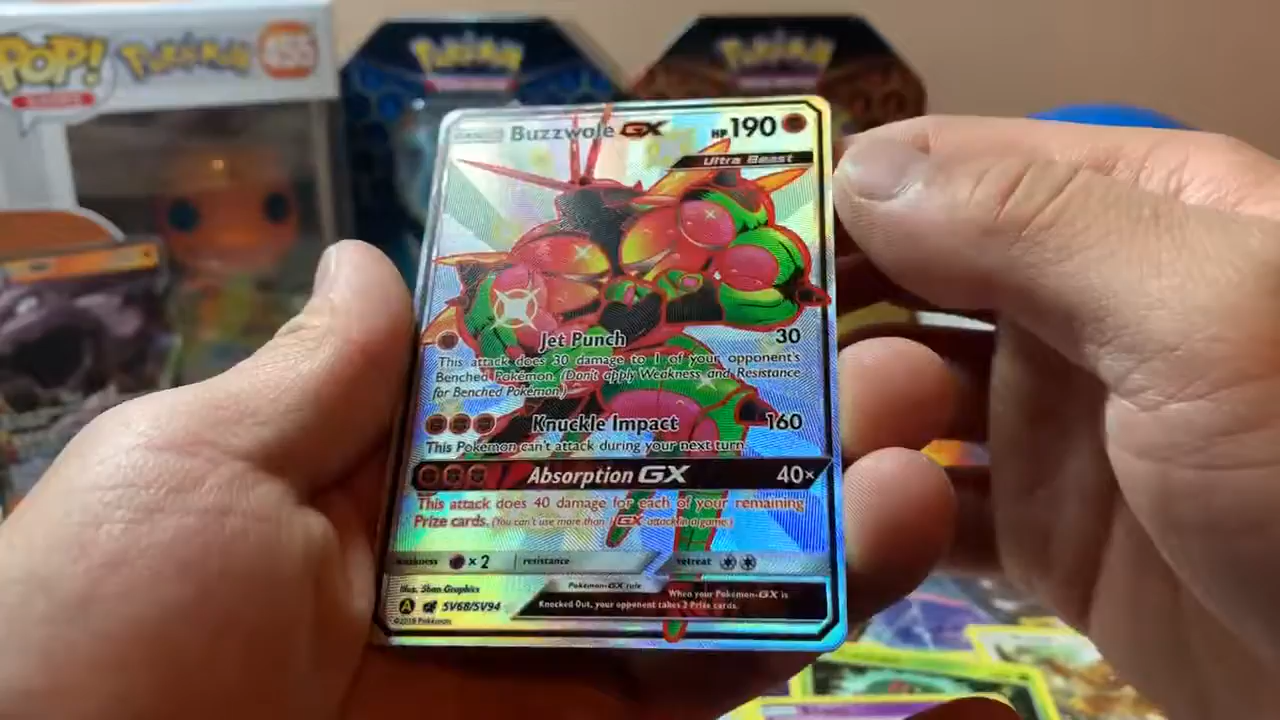 POP!
GAMES
Pokémon
455
Pokémon
Pokémon
BASIC Buzzwole GX HP 190
Ultra Beast
Jet Punch 30
This attack does 30 damage to 1 of your opponent's
Benched Pokémon. (Don't apply Weakness and Resistance
for Benched Pokémon.)
Knuckle Impact 160
This Pokémon can't attack during your next turn.
Absorption GX 40×
This attack does 40 damage for each of your remaining
Prize cards. (You can't use more than 1 GX attack in a game.)
weakness ×2 resistance retreat
Illus. 5ban Graphics
Pokémon-GX rule
When your Pokémon-GX is
Knocked Out, your opponent takes 2 Prize cards.
A SV68/SV94
©2019 Pokémon